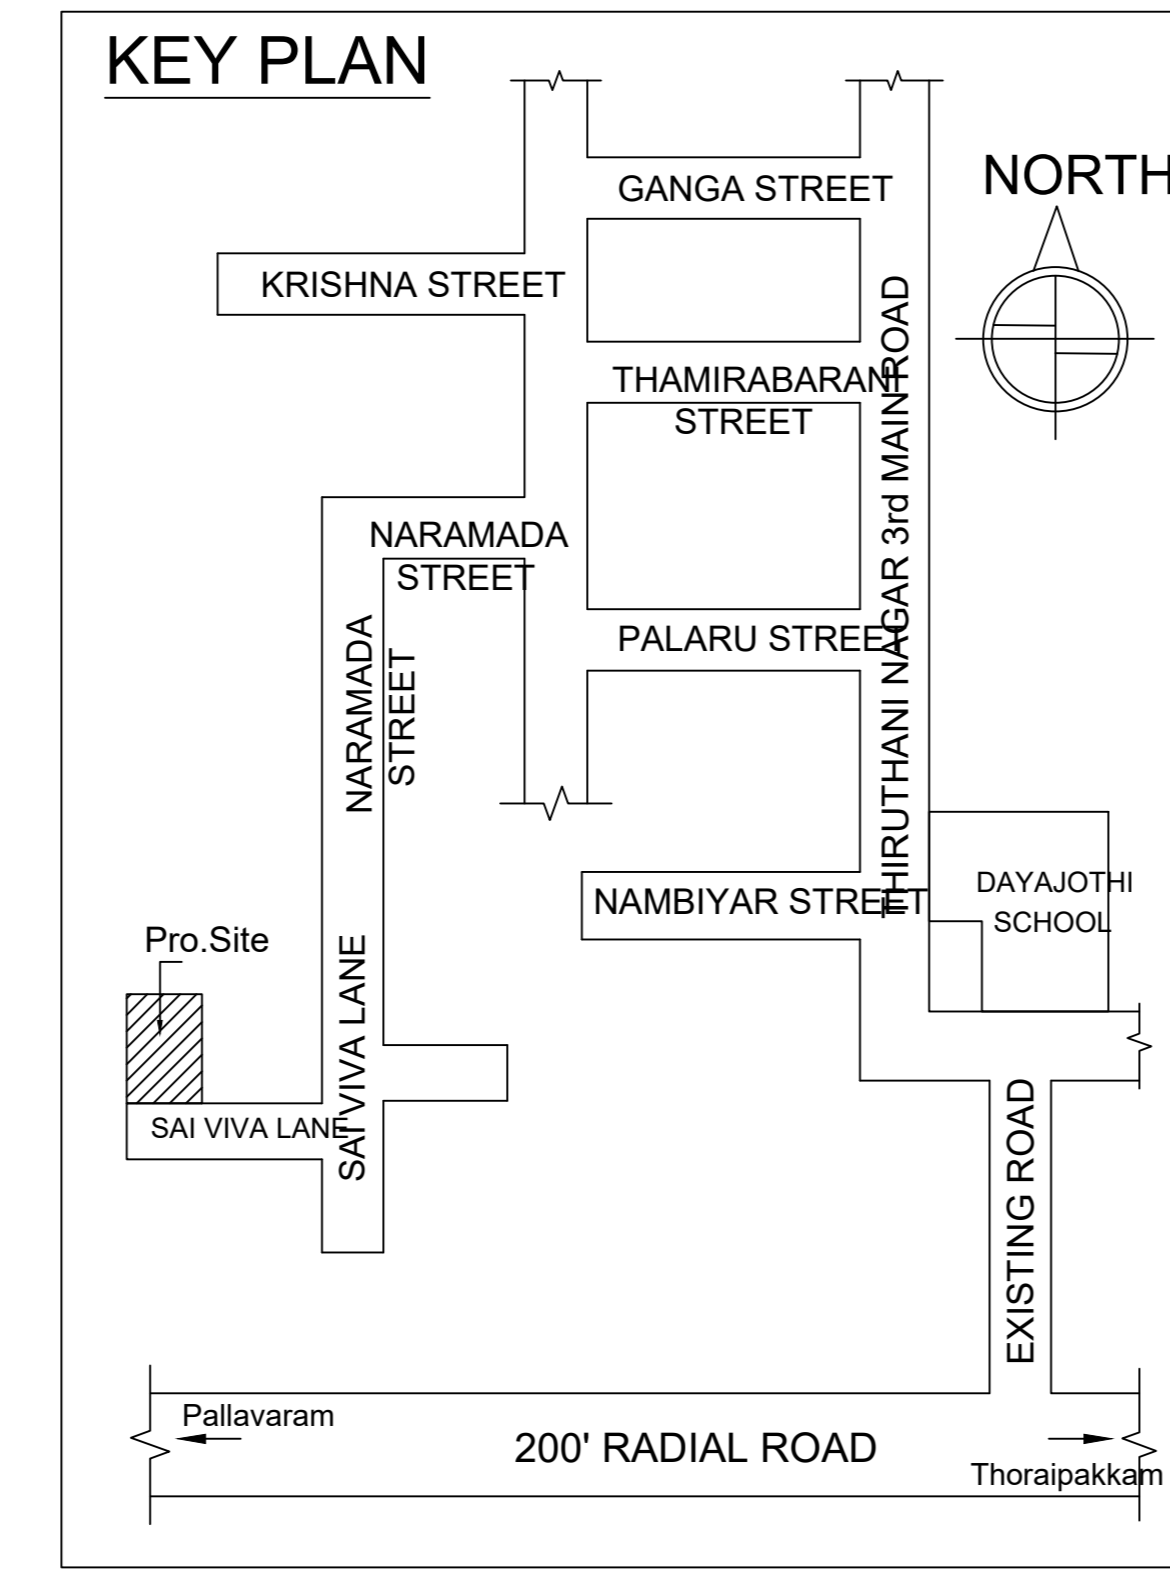 KEY PLAN
NORTH
GANGA STREET
KRISHNA STREET
THAMIRABARANI
STREET
THIRUTHANI NAGAR 3rd MAIN ROAD
NARAMADA
STREET
PALARU STREET
NARAMADA
STREET
DAYAJOTHI
SCHOOL
NAMBIYAR STREET
Pro.Site
SAI VIVA LANE
SAI VIVA LANE
EXISTING ROAD
Pallavaram
200' RADIAL ROAD
Thoraipakkam